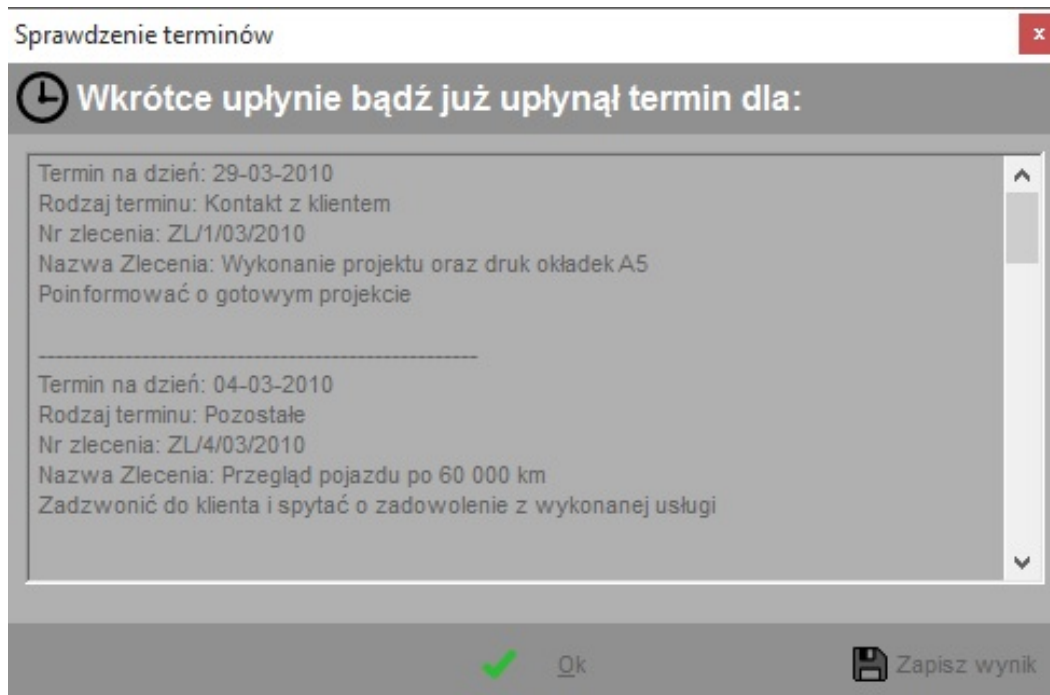 Sprawdzenie terminów
x
Wkrótce upłynie bądź już upłynął termin dla:
Termin na dzień: 29-03-2010
Rodzaj terminu: Kontakt z klientem
Nr zlecenia: ZL/1/03/2010
Nazwa Zlecenia: Wykonanie projektu oraz druk okładek A5
Poinformować o gotowym projekcie
--------------------------------------------------
Termin na dzień: 04-03-2010
Rodzaj terminu: Pozostałe
Nr zlecenia: ZL/4/03/2010
Nazwa Zlecenia: Przegląd pojazdu po 60 000 km
Zadzwonić do klienta i spytać o zadowolenie z wykonanej usługi
Ok
Zapisz wynik